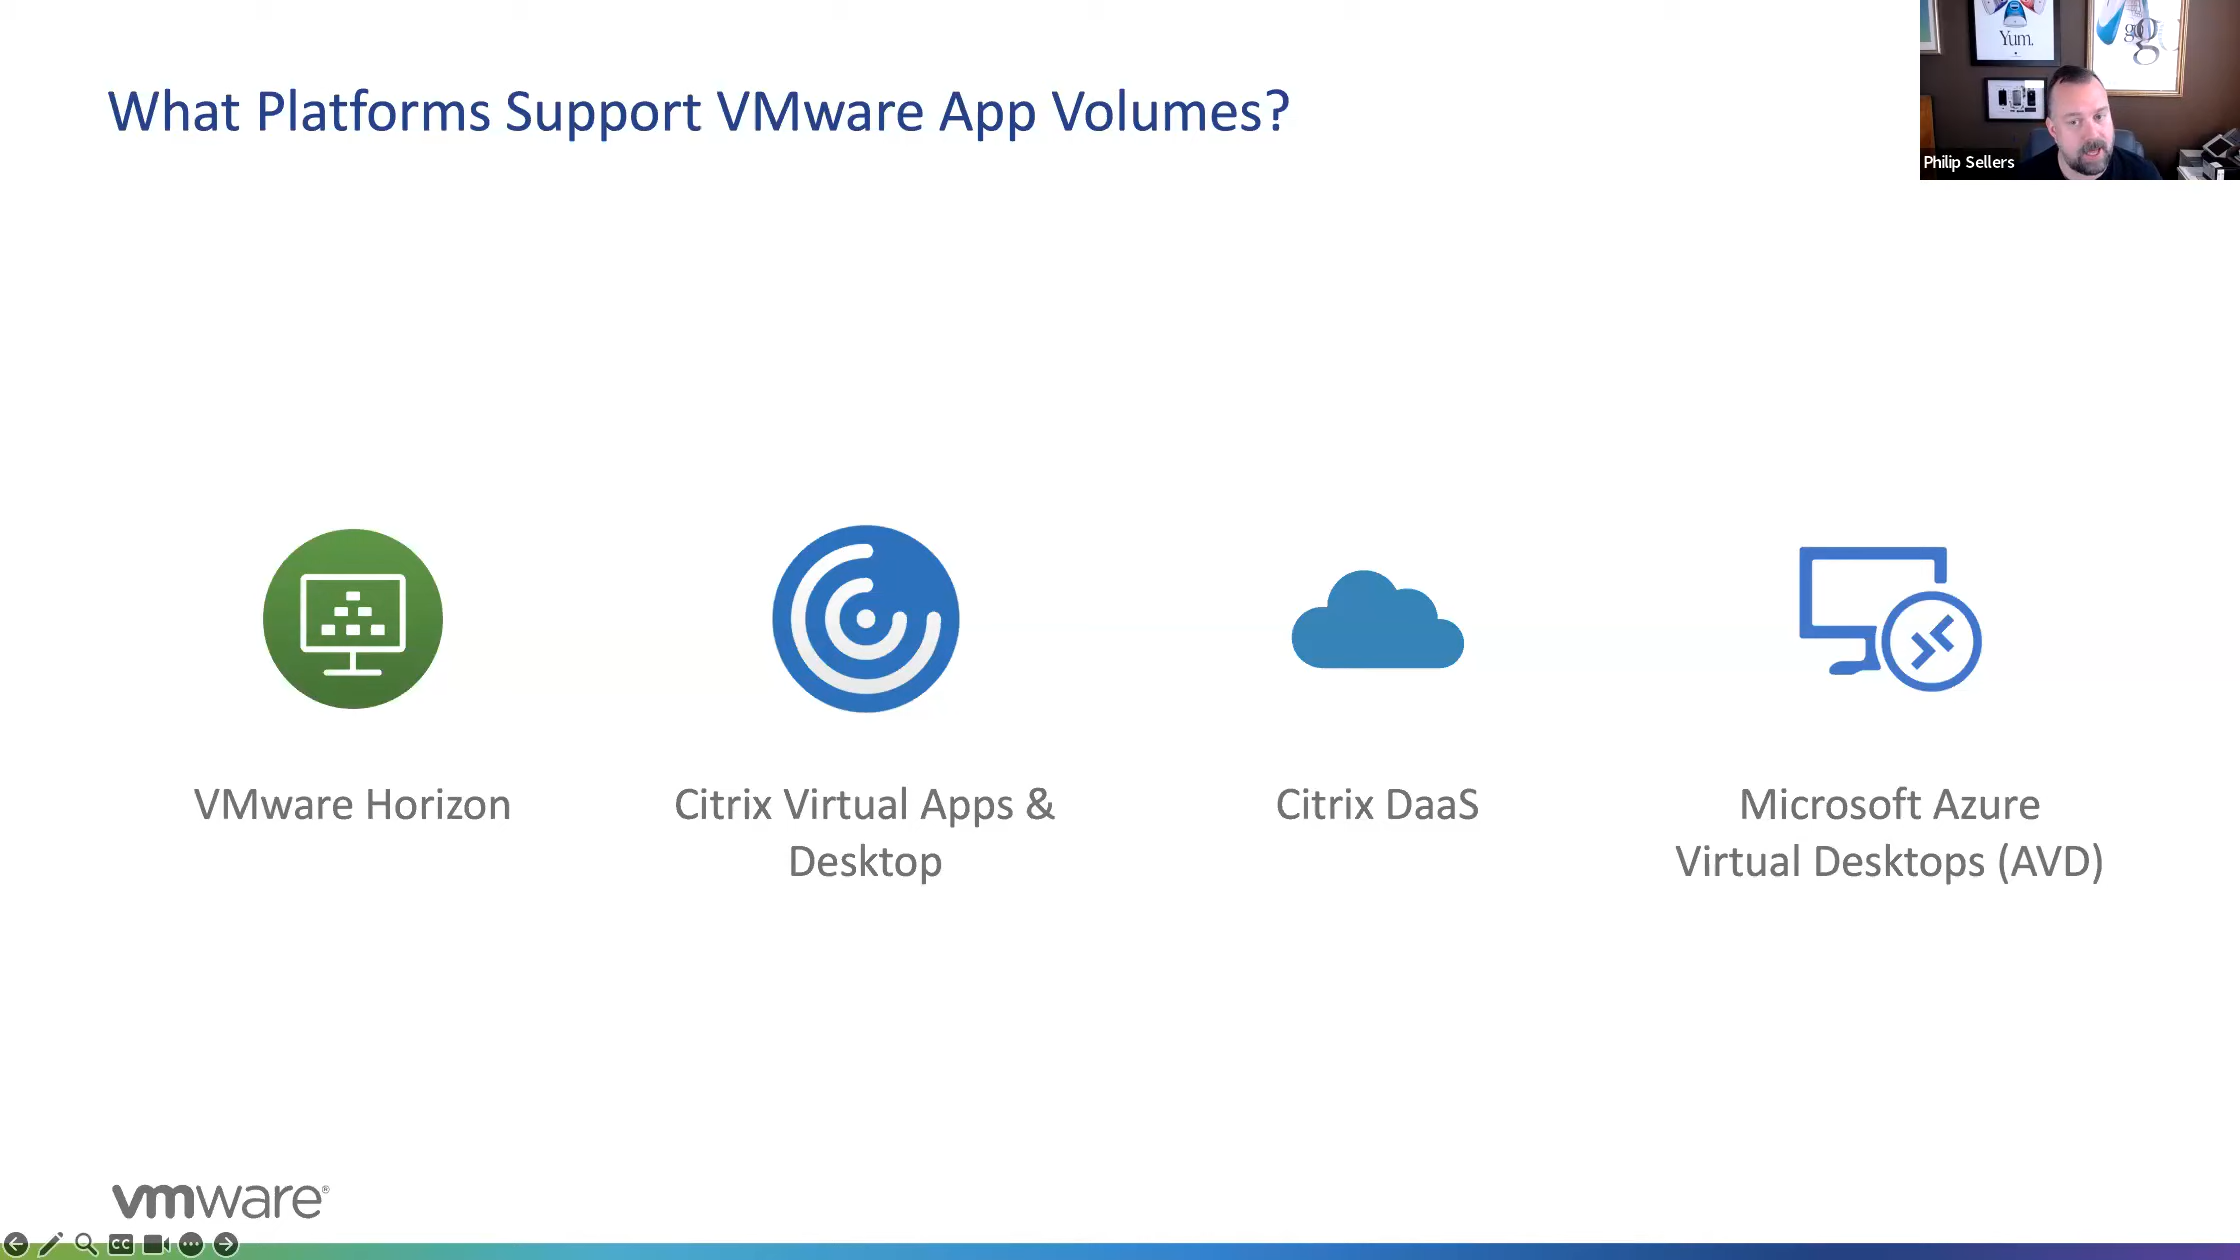 What Platforms Support VMware App Volumes?
Yum.
Philip Sellers
VMware Horizon
Citrix Virtual Apps &
Desktop
Citrix DaaS
Microsoft Azure
Virtual Desktops (AVD)
vmware®
CC